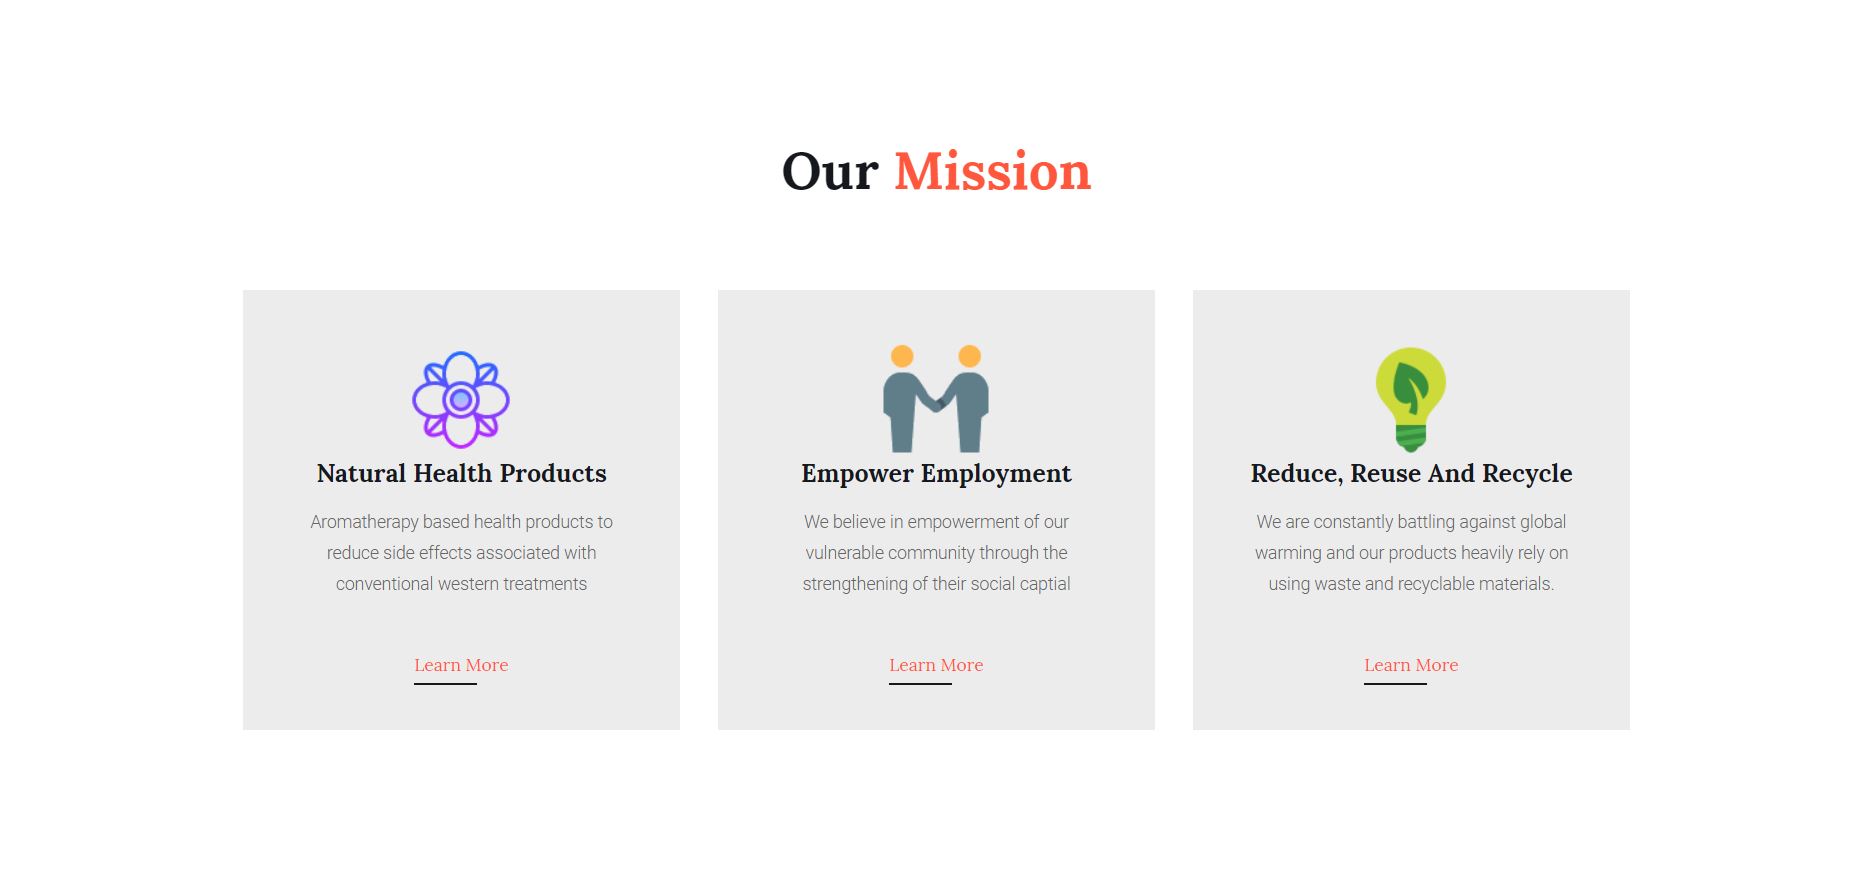 Our Mission
Natural Health Products
Aromatherapy based health products to
reduce side effects associated with
conventional western treatments
Learn More
Empower Employment
We believe in empowerment of our
vulnerable community through the
strengthening of their social captial
Learn More
Reduce, Reuse And Recycle
We are constantly battling against global
warming and our products heavily rely on
using waste and recyclable materials.
Learn More